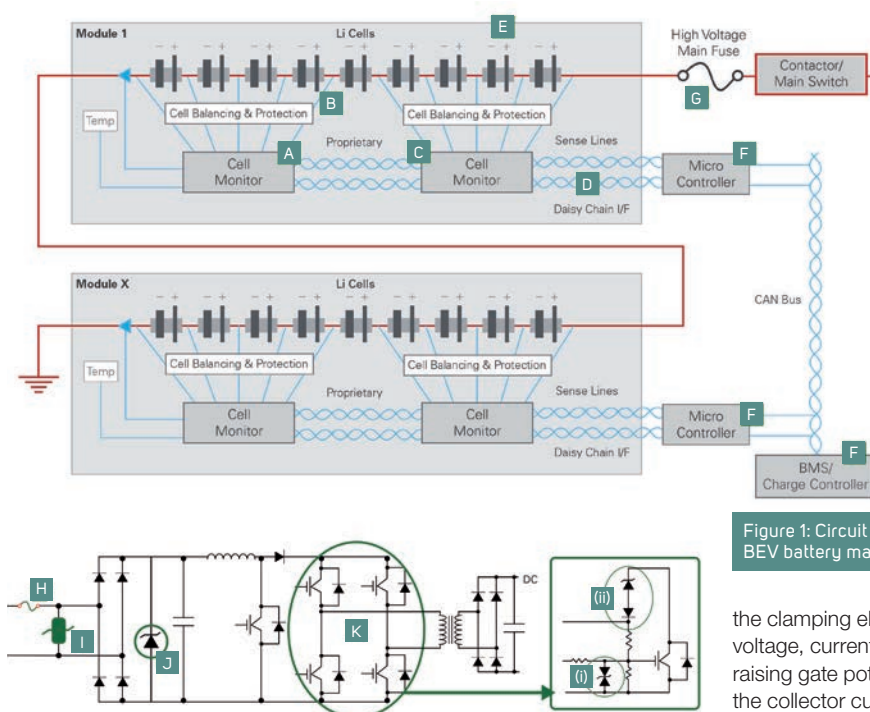 Module 1
Li Cells
E
High Voltage
Main Fuse
G
Contactor/
Main Switch
- + - + - + - + - + - + - + - +
B
Temp
Cell Balancing & Protection
Cell Balancing & Protection
A
Cell
Monitor
Proprietary
C
Cell
Monitor
Sense Lines
D
Daisy Chain I/F
F
Micro
Controller
CAN Bus
Module X
Li Cells
- + - + - + - + - + - + - + - +
Temp
Cell Balancing & Protection
Cell Balancing & Protection
Cell
Monitor
Proprietary
Cell
Monitor
Sense Lines
Daisy Chain I/F
F
Micro
Controller
F
BMS/
Charge Controller
Figure 1: Circuit
BEV battery ma
H
I
J
K
DC
(ii)
(i)
the clamping el
voltage, current
raising gate pot
the collector cu